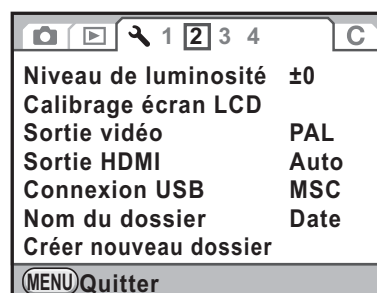 1 2 3 4 C
Niveau de luminosité ±0
Calibrage écran LCD
Sortie vidéo PAL
Sortie HDMI Auto
Connexion USB MSC
Nom du dossier Date
Créer nouveau dossier
MENU Quitter